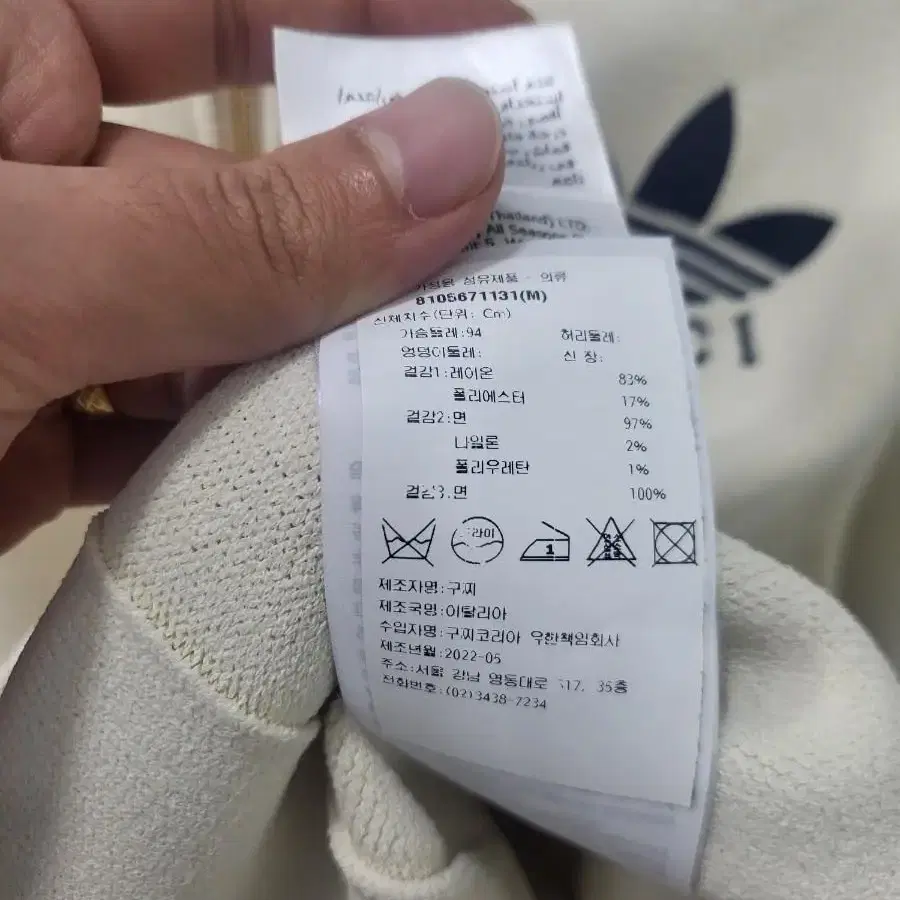 Thailand) LTD.
All Seasons
섬유제품 - 의류
8105671131(M)
신체치수(단위: Cm)
가슴둘레:94 허리둘레:
엉덩이둘레: 신 장:
겉감1:레이온 83%
폴리에스터 17%
겉감2:면 97%
나일론 2%
폴리우레탄 1%
겉감3:면 100%
드라이
1
제조자명:구찌
제조국명:이탈리아
수입자명:구찌코리아 유한책임회사
제조년월:2022-05
주소:서울 강남 영동대로 517, 35층
전화번호:(02)3438-7234
CI